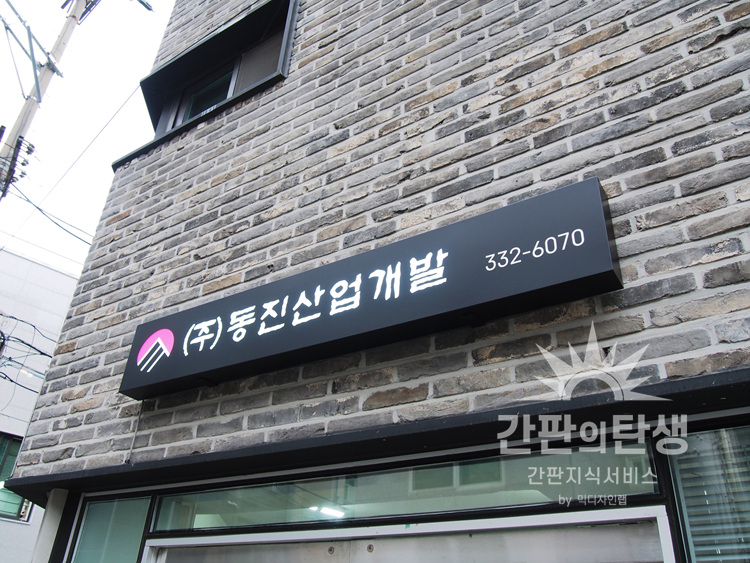 (주)동진산업개발 332-6070
간판의탄생
간판지식서비스
by 믹디자인랩